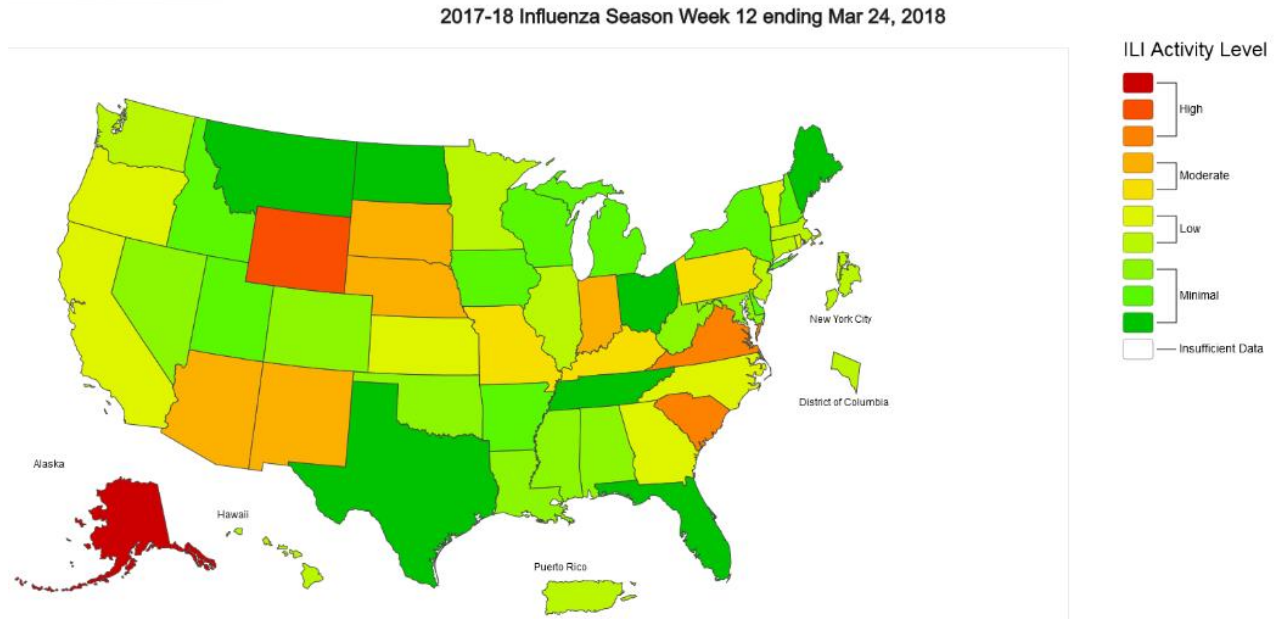 2017-18 Influenza Season Week 12 ending Mar 24, 2018
ILI Activity Level
High
Moderate
Low
Minimal
Insufficient Data
New York City
District of Columbia
Alaska
Hawaii
Puerto Rico